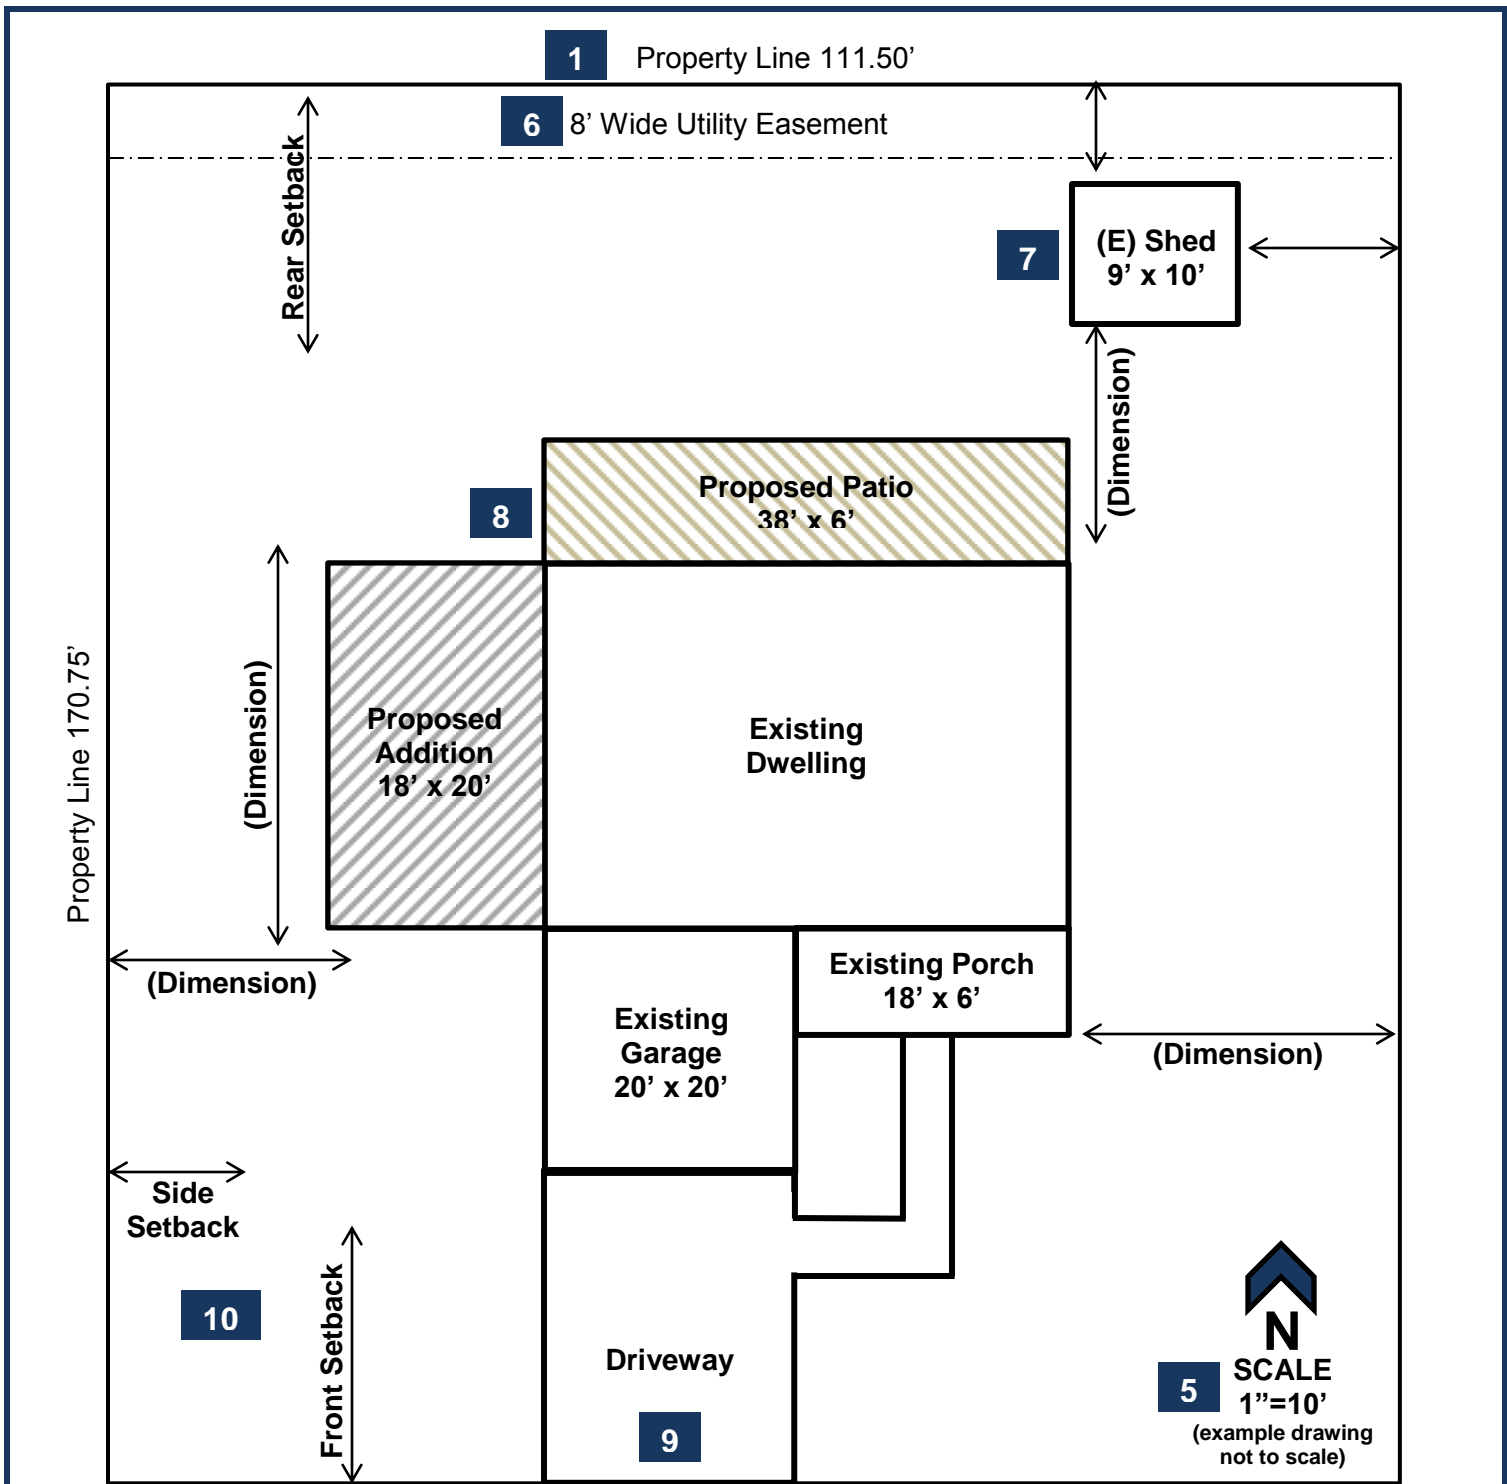 1 Property Line 111.50’
6 8’ Wide Utility Easement
Rear Setback
7
(E) Shed
9’ x 10’
(Dimension)
8
Proposed Patio
38’ x 6’
Property Line 170.75’
(Dimension)
Proposed
Addition
18’ x 20’
Existing
Dwelling
(Dimension)
Existing Porch
18’ x 6’
Existing
Garage
20’ x 20’
(Dimension)
Side
Setback
10
Front Setback
Driveway
9
N
5 SCALE
1”=10’
(example drawing
not to scale)